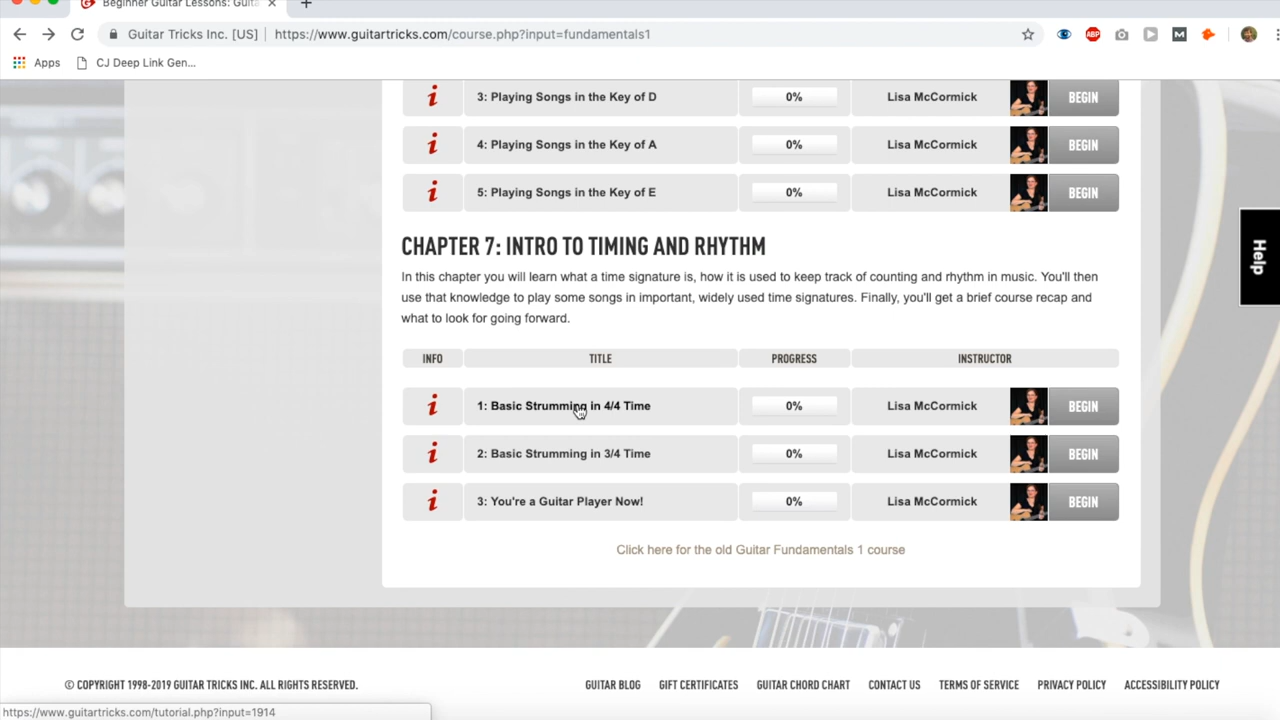 Beginner Guitar Lessons: Guita
Guitar Tricks Inc. [US] | https://www.guitartricks.com/course.php?input=fundamentals1
ABP
M
Apps CJ Deep Link Gen...
i 3: Playing Songs in the Key of D 0% Lisa McCormick BEGIN
i 4: Playing Songs in the Key of A 0% Lisa McCormick BEGIN
i 5: Playing Songs in the Key of E 0% Lisa McCormick BEGIN
CHAPTER 7: INTRO TO TIMING AND RHYTHM
In this chapter you will learn what a time signature is, how it is used to keep track of counting and rhythm in music. You'll then
use that knowledge to play some songs in important, widely used time signatures. Finally, you'll get a brief course recap and
what to look for going forward.
INFO TITLE PROGRESS INSTRUCTOR
i 1: Basic Strumming in 4/4 Time 0% Lisa McCormick BEGIN
i 2: Basic Strumming in 3/4 Time 0% Lisa McCormick BEGIN
i 3: You're a Guitar Player Now! 0% Lisa McCormick BEGIN
Click here for the old Guitar Fundamentals 1 course
Help
© COPYRIGHT 1998-2019 GUITAR TRICKS INC. ALL RIGHTS RESERVED. GUITAR BLOG GIFT CERTIFICATES GUITAR CHORD CHART CONTACT US TERMS OF SERVICE PRIVACY POLICY ACCESSIBILITY POLICY
https://www.guitartricks.com/tutorial.php?input=1914